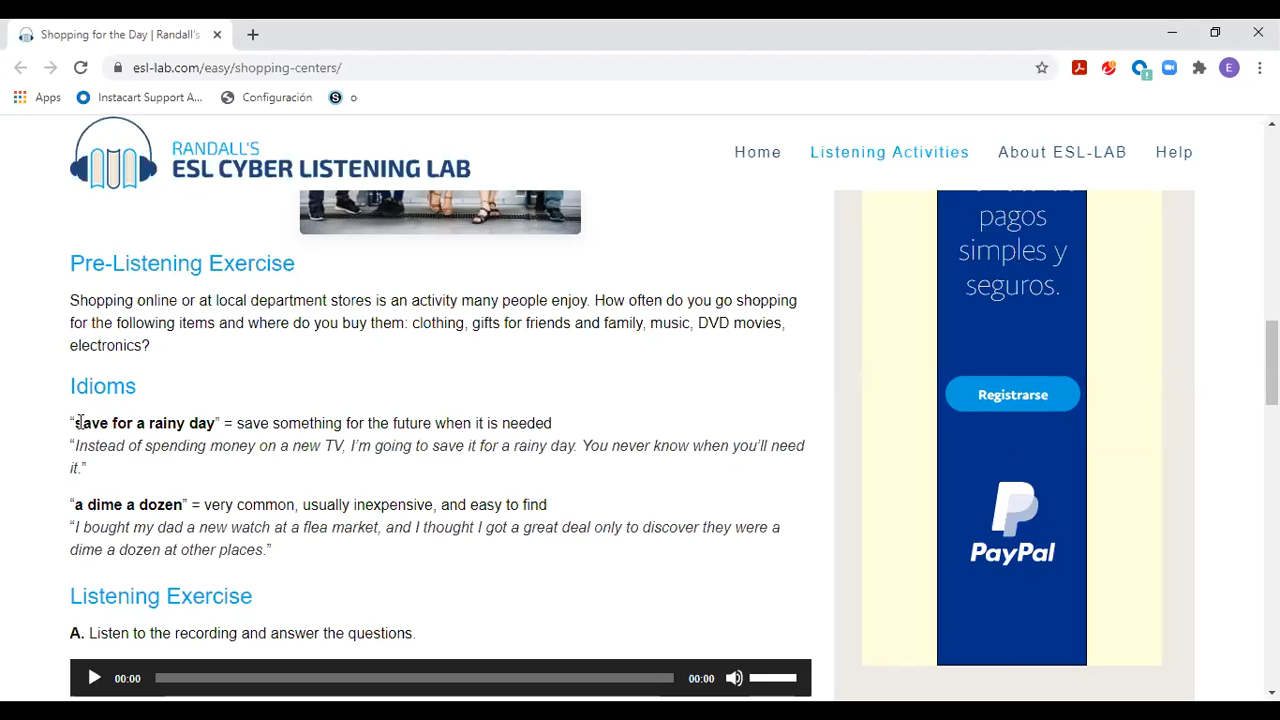 Shopping for the Day | Randall's
esl-lab.com/easy/shopping-centers/
E
Apps
Instacart Support A...
Configuración
S
o
RANDALL'S
ESL CYBER LISTENING LAB
Home
Listening Activities
About ESL-LAB
Help
Pre-Listening Exercise
Shopping online or at local department stores is an activity many people enjoy. How often do you go shopping
for the following items and where do you buy them: clothing, gifts for friends and family, music, DVD movies,
electronics?
Idioms
“save for a rainy day” = save something for the future when it is needed
“Instead of spending money on a new TV, I’m going to save it for a rainy day. You never know when you’ll need
it.”
“a dime a dozen” = very common, usually inexpensive, and easy to find
“I bought my dad a new watch at a flea market, and I thought I got a great deal only to discover they were a
dime a dozen at other places.”
Listening Exercise
A. Listen to the recording and answer the questions.
00:00
00:00
pagos
simples y
seguros.
Registrarse
PayPal